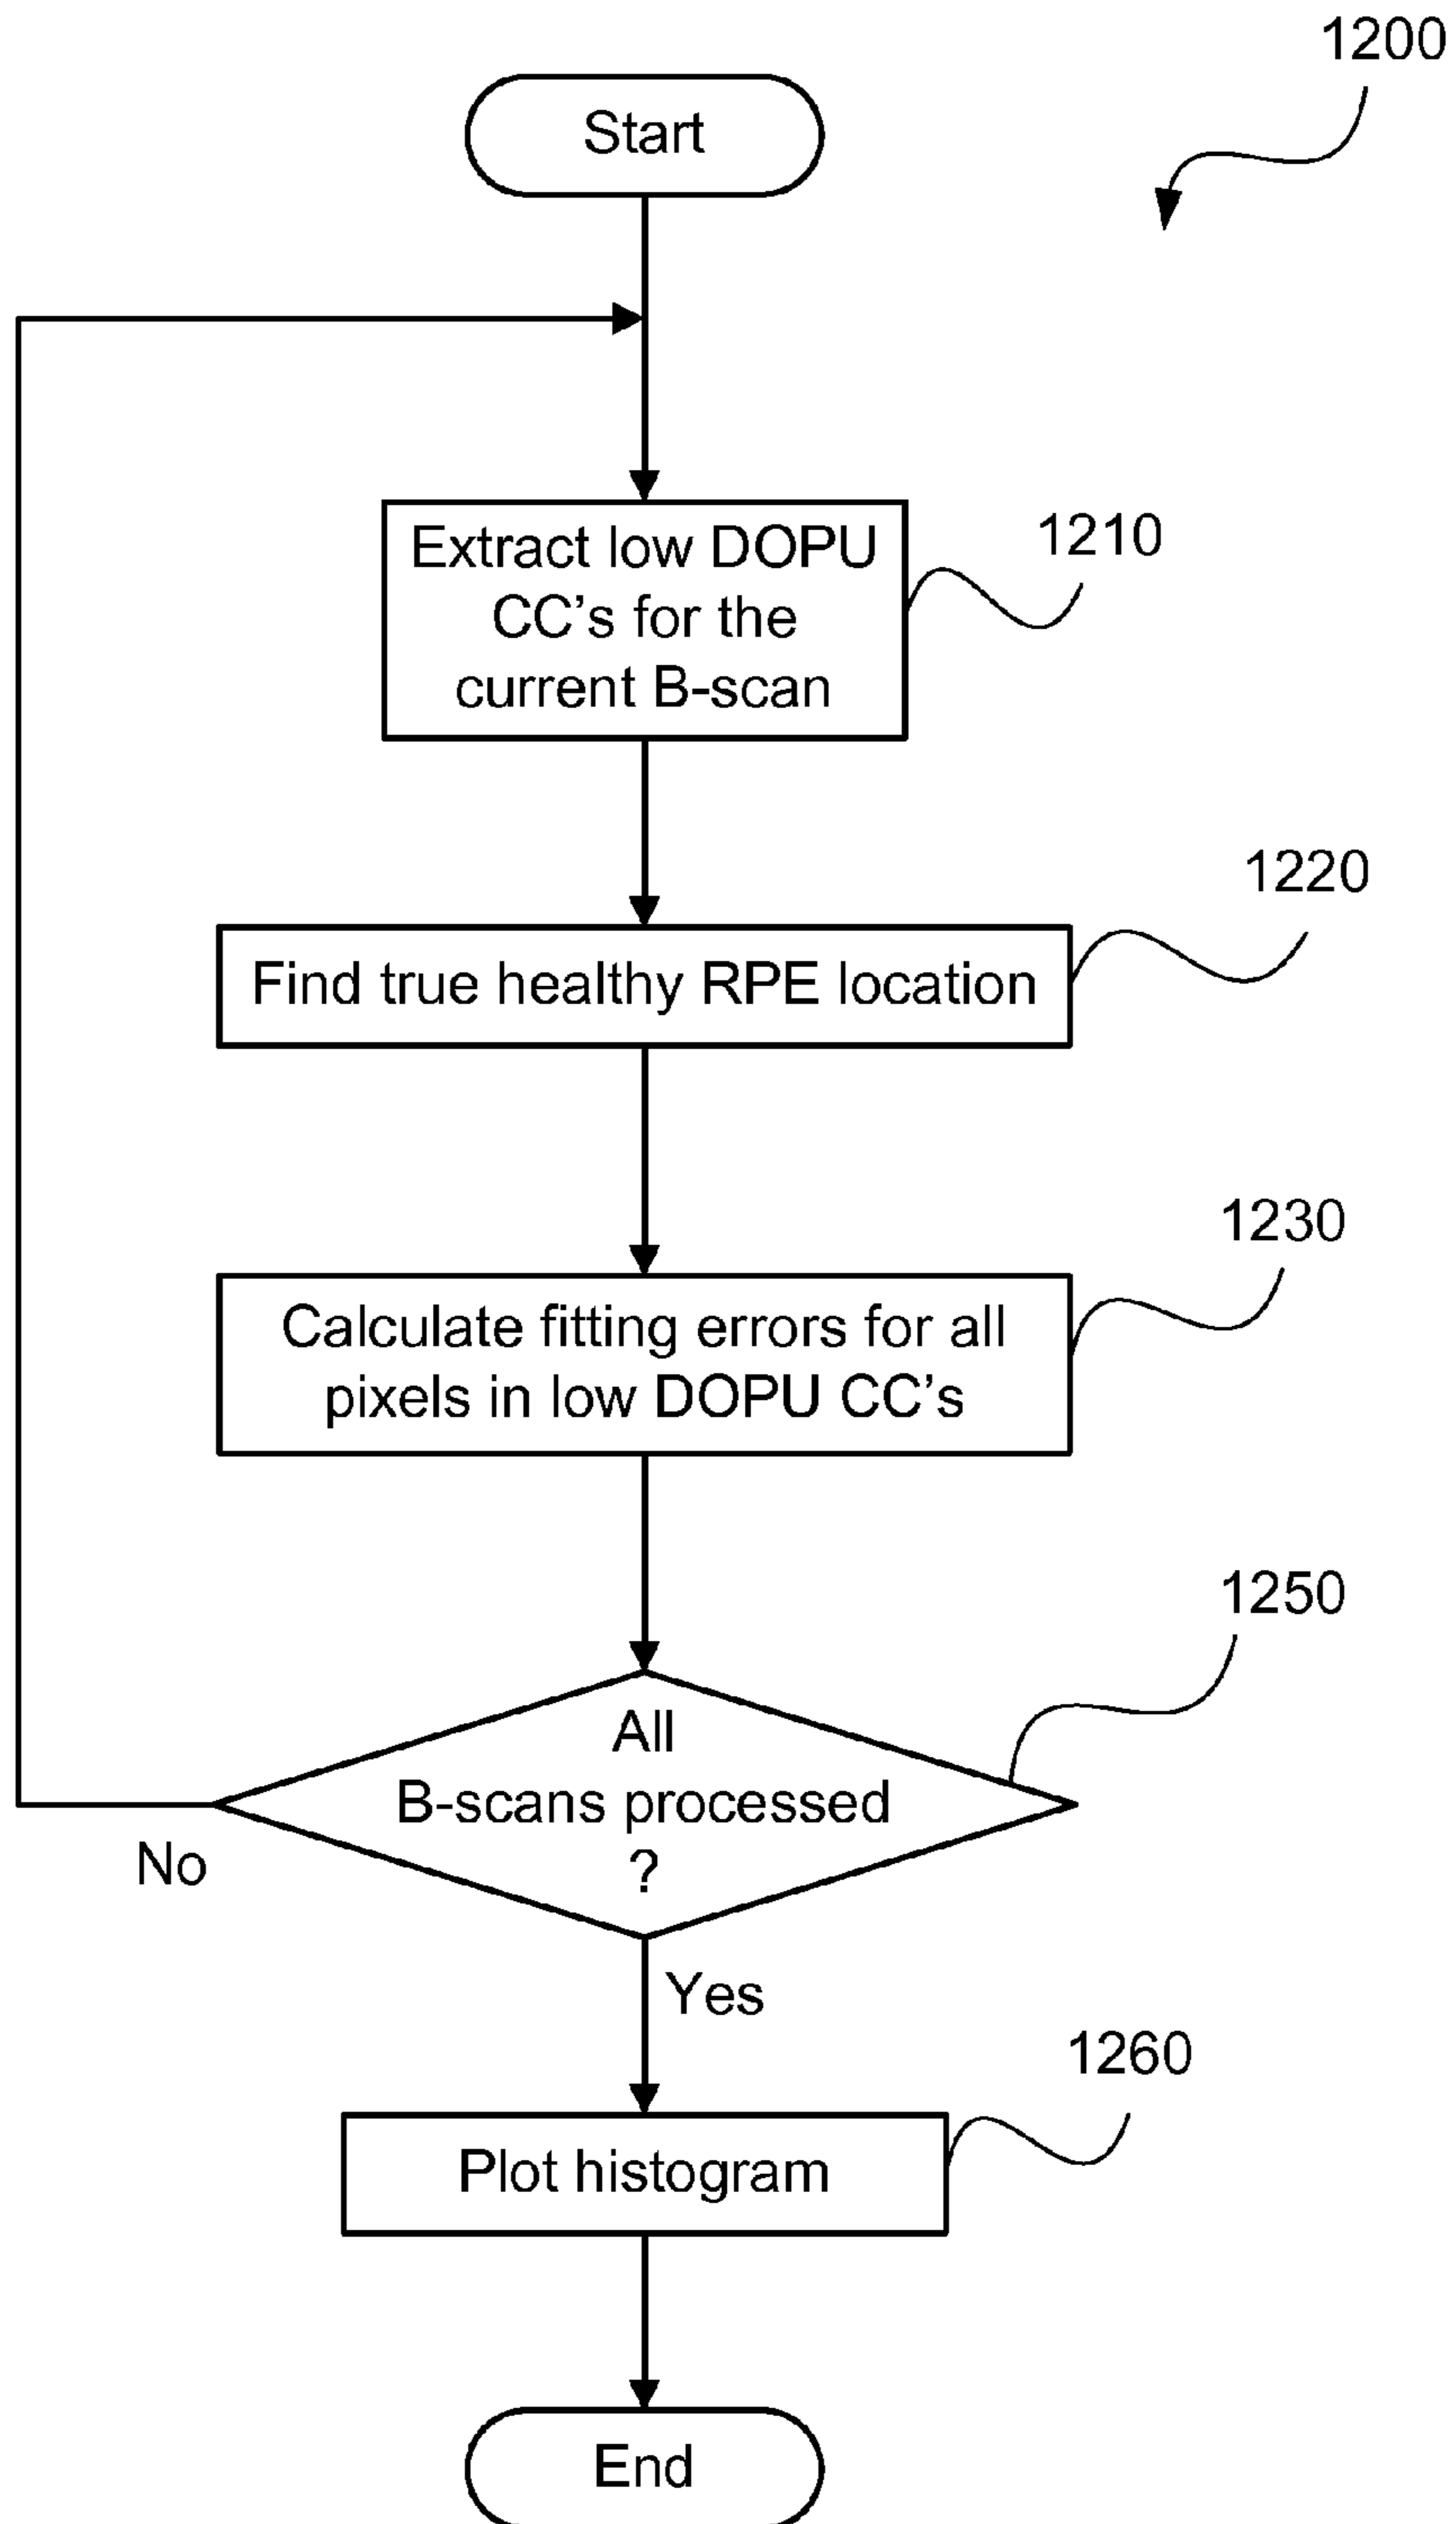 1200
Start
Extract low DOPU
CC's for the
current B-scan
1210
1220
Find true healthy RPE location
1230
Calculate fitting errors for all
pixels in low DOPU CC's
1250
All
B-scans processed
?
No
Yes
1260
Plot histogram
End